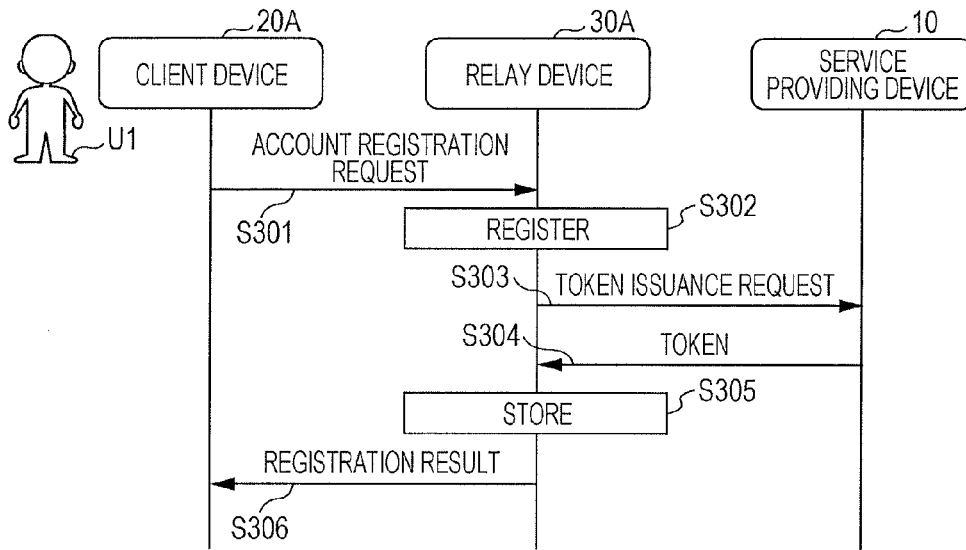 20A
30A
10
CLIENT DEVICE
RELAY DEVICE
SERVICE
PROVIDING DEVICE
U1
ACCOUNT REGISTRATION
REQUEST
S301
REGISTER
S302
S303
TOKEN ISSUANCE REQUEST
S304
TOKEN
STORE
S305
REGISTRATION RESULT
S306